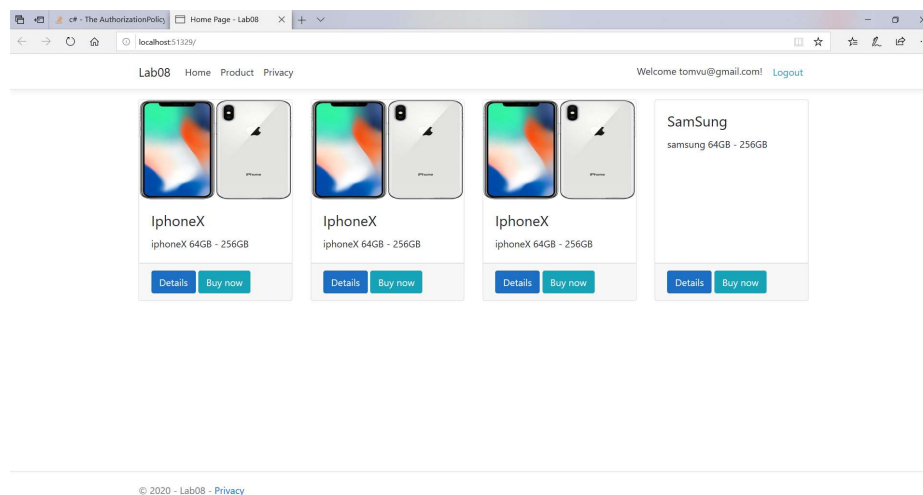 c# - The AuthorizationPolicy
Home Page - Lab08
localhost:51329/
Lab08 Home Product Privacy
Welcome tomvu@gmail.com! Logout
IphoneX
iphoneX 64GB - 256GB
Details Buy now
IphoneX
iphoneX 64GB - 256GB
Details Buy now
IphoneX
iphoneX 64GB - 256GB
Details Buy now
SamSung
samsung 64GB - 256GB
Details Buy now
© 2020 - Lab08 - Privacy